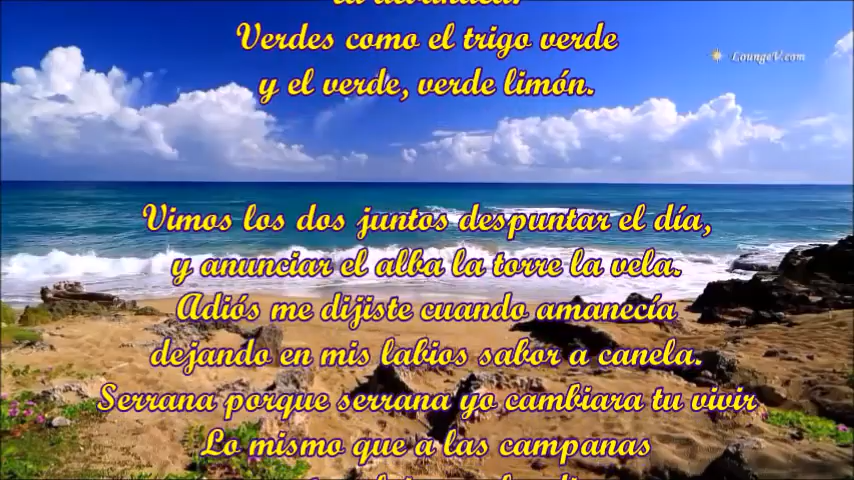 la albahaca.
Verdes como el trigo verde
y el verde, verde limón.
LoungeV.com
Vimos los dos juntos despuntar el día,
y anunciar el alba la torre la vela.
Adiós me dijiste cuando amanecía
dejando en mis labios sabor a canela.
Serrana porque serrana yo cambiara tu vivir
Lo mismo que a las campanas